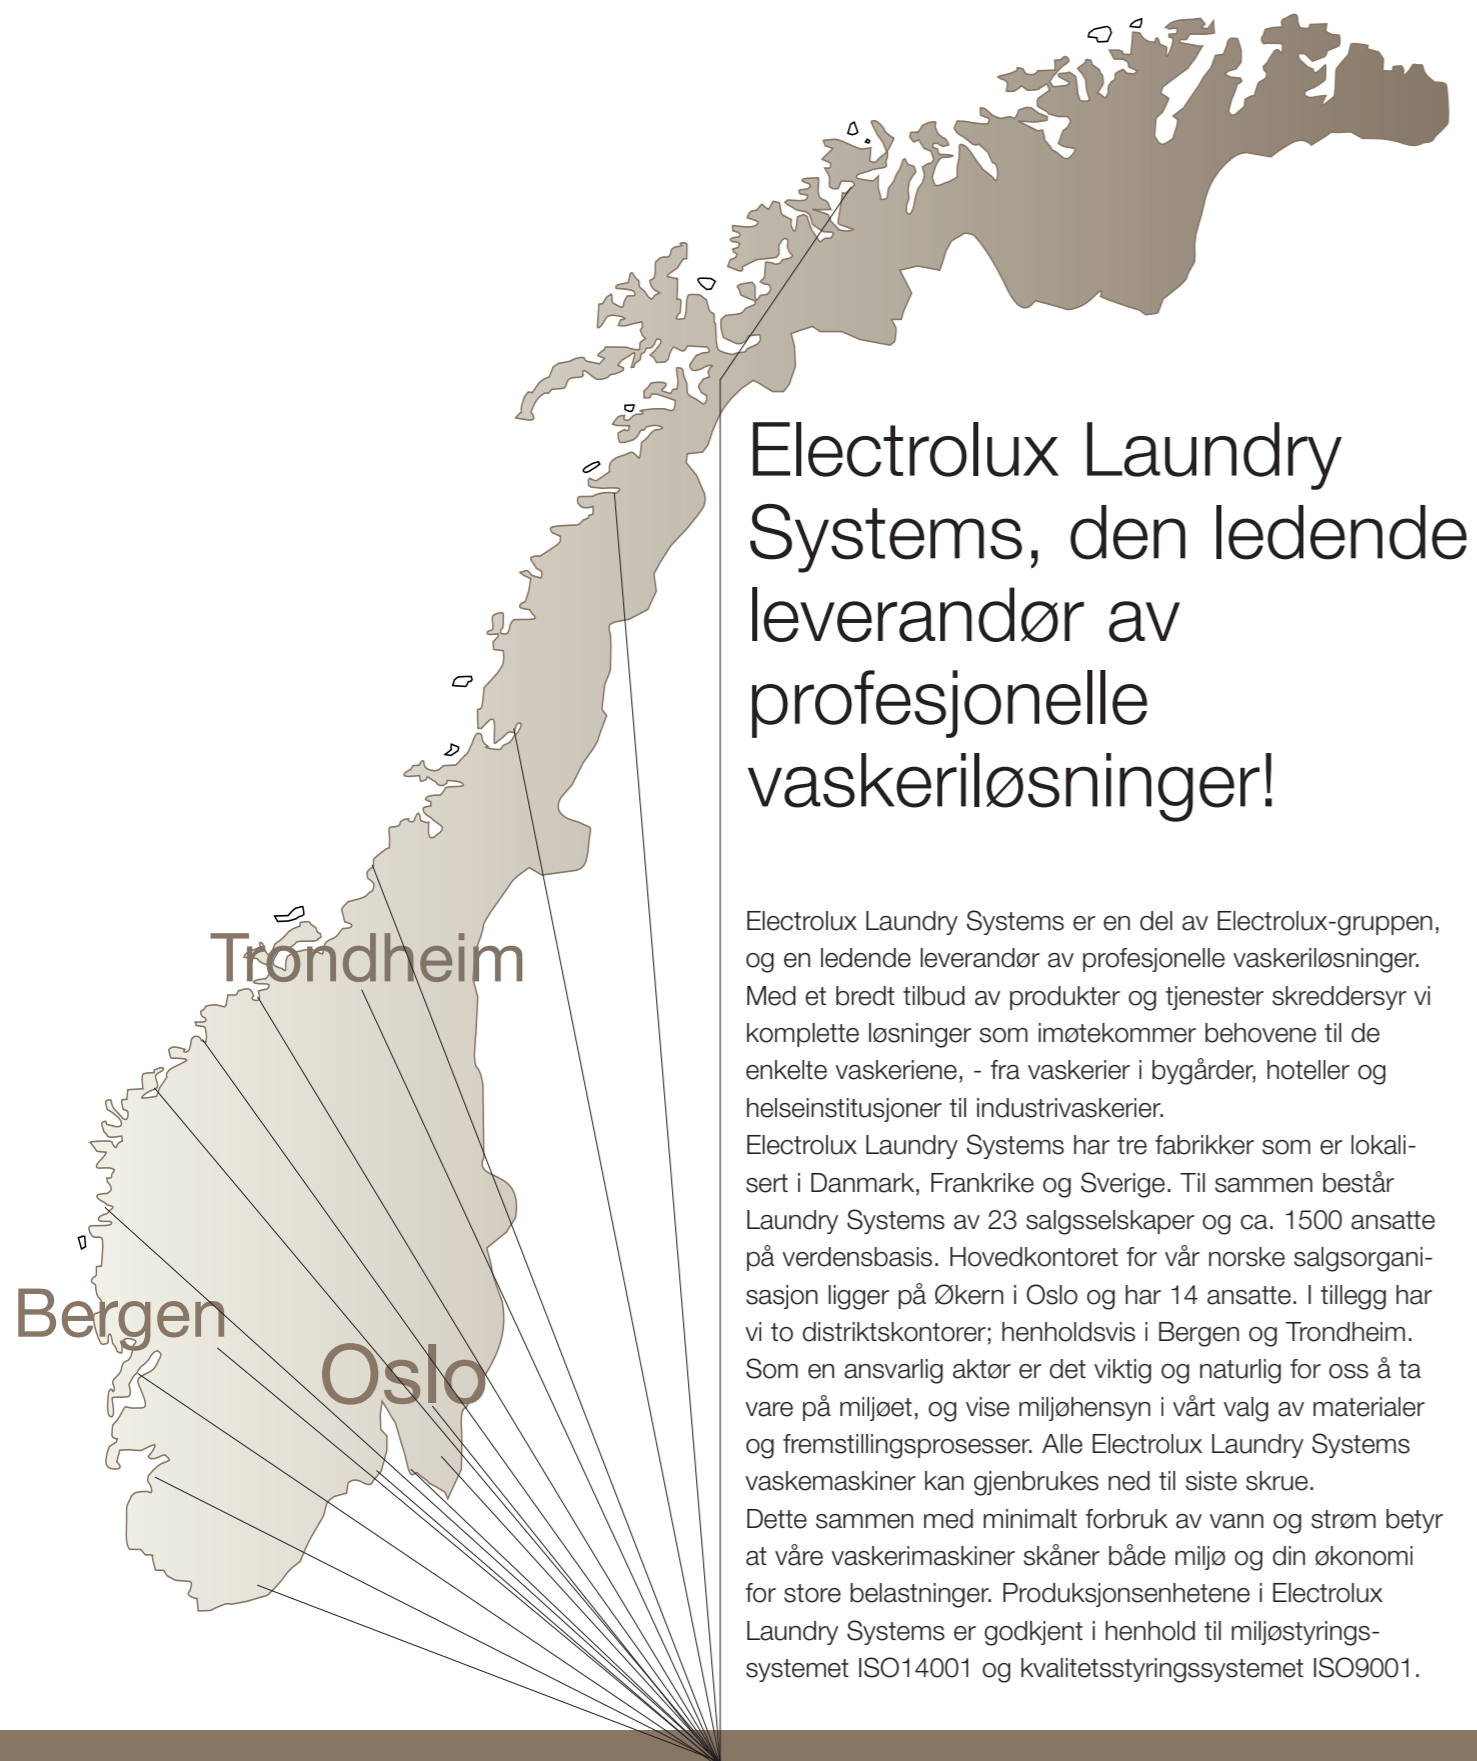 Electrolux Laundry
Systems, den ledende
leverandør av
profesjonelle
vaskeriløsninger!
Electrolux Laundry Systems er en del av Electrolux-gruppen,
og en ledende leverandør av profesjonelle vaskeriløsninger.
Med et bredt tilbud av produkter og tjenester skreddersyr vi
komplette løsninger som imøtekommer behovene til de
enkelte vaskeriene, - fra vaskerier i bygårder, hoteller og
helseinstitusjoner til industrivaskerier.
Electrolux Laundry Systems har tre fabrikker som er lokali-
sert i Danmark, Frankrike og Sverige. Til sammen består
Laundry Systems av 23 salgsselskaper og ca. 1500 ansatte
på verdensbasis. Hovedkontoret for vår norske salgsorgani-
sasjon ligger på Økern i Oslo og har 14 ansatte. I tillegg har
vi to distriktskontorer; henholdsvis i Bergen og Trondheim.
Som en ansvarlig aktør er det viktig og naturlig for oss å ta
vare på miljøet, og vise miljøhensyn i vårt valg av materialer
og fremstillingsprosesser. Alle Electrolux Laundry Systems
vaskemaskiner kan gjenbrukes ned til siste skrue.
Dette sammen med minimalt forbruk av vann og strøm betyr
at våre vaskerimaskiner skåner både miljø og din økonomi
for store belastninger. Produksjonsenhetene i Electrolux
Laundry Systems er godkjent i henhold til miljøstyrings-
systemet ISO14001 og kvalitetsstyringssystemet ISO9001.
Trondheim
Bergen
Oslo